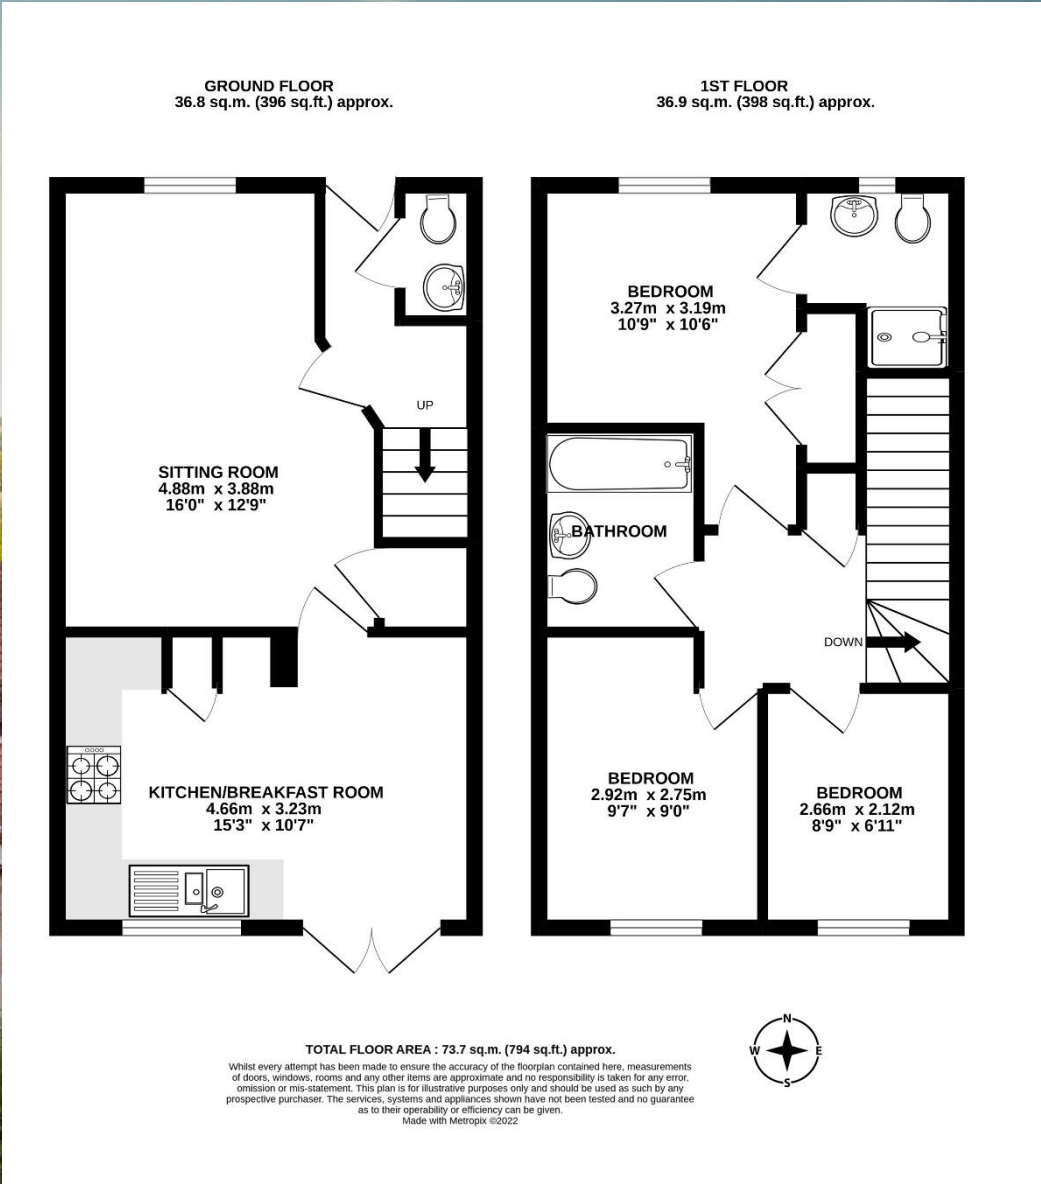 GROUND FLOOR
36.8 sq.m. (396 sq.ft.) approx.
1ST FLOOR
36.9 sq.m. (398 sq.ft.) approx.
UP
SITTING ROOM
4.88m x 3.88m
16'0" x 12'9"
KITCHEN/BREAKFAST ROOM
4.66m x 3.23m
15'3" x 10'7"
BEDROOM
3.27m x 3.19m
10'9" x 10'6"
BATHROOM
DOWN
BEDROOM
2.92m x 2.75m
9'7" x 9'0"
BEDROOM
2.66m x 2.12m
8'9" x 6'11"
N
W E
S
TOTAL FLOOR AREA : 73.7 sq.m. (794 sq.ft.) approx.
Whilst every attempt has been made to ensure the accuracy of the floorplan contained here, measurements
of doors, windows, rooms and any other items are approximate and no responsibility is taken for any error,
omission or mis-statement. This plan is for illustrative purposes only and should be used as such by any
prospective purchaser. The services, systems and appliances shown have not been tested and no guarantee
as to their operability or efficiency can be given.
Made with Metropix ©2022